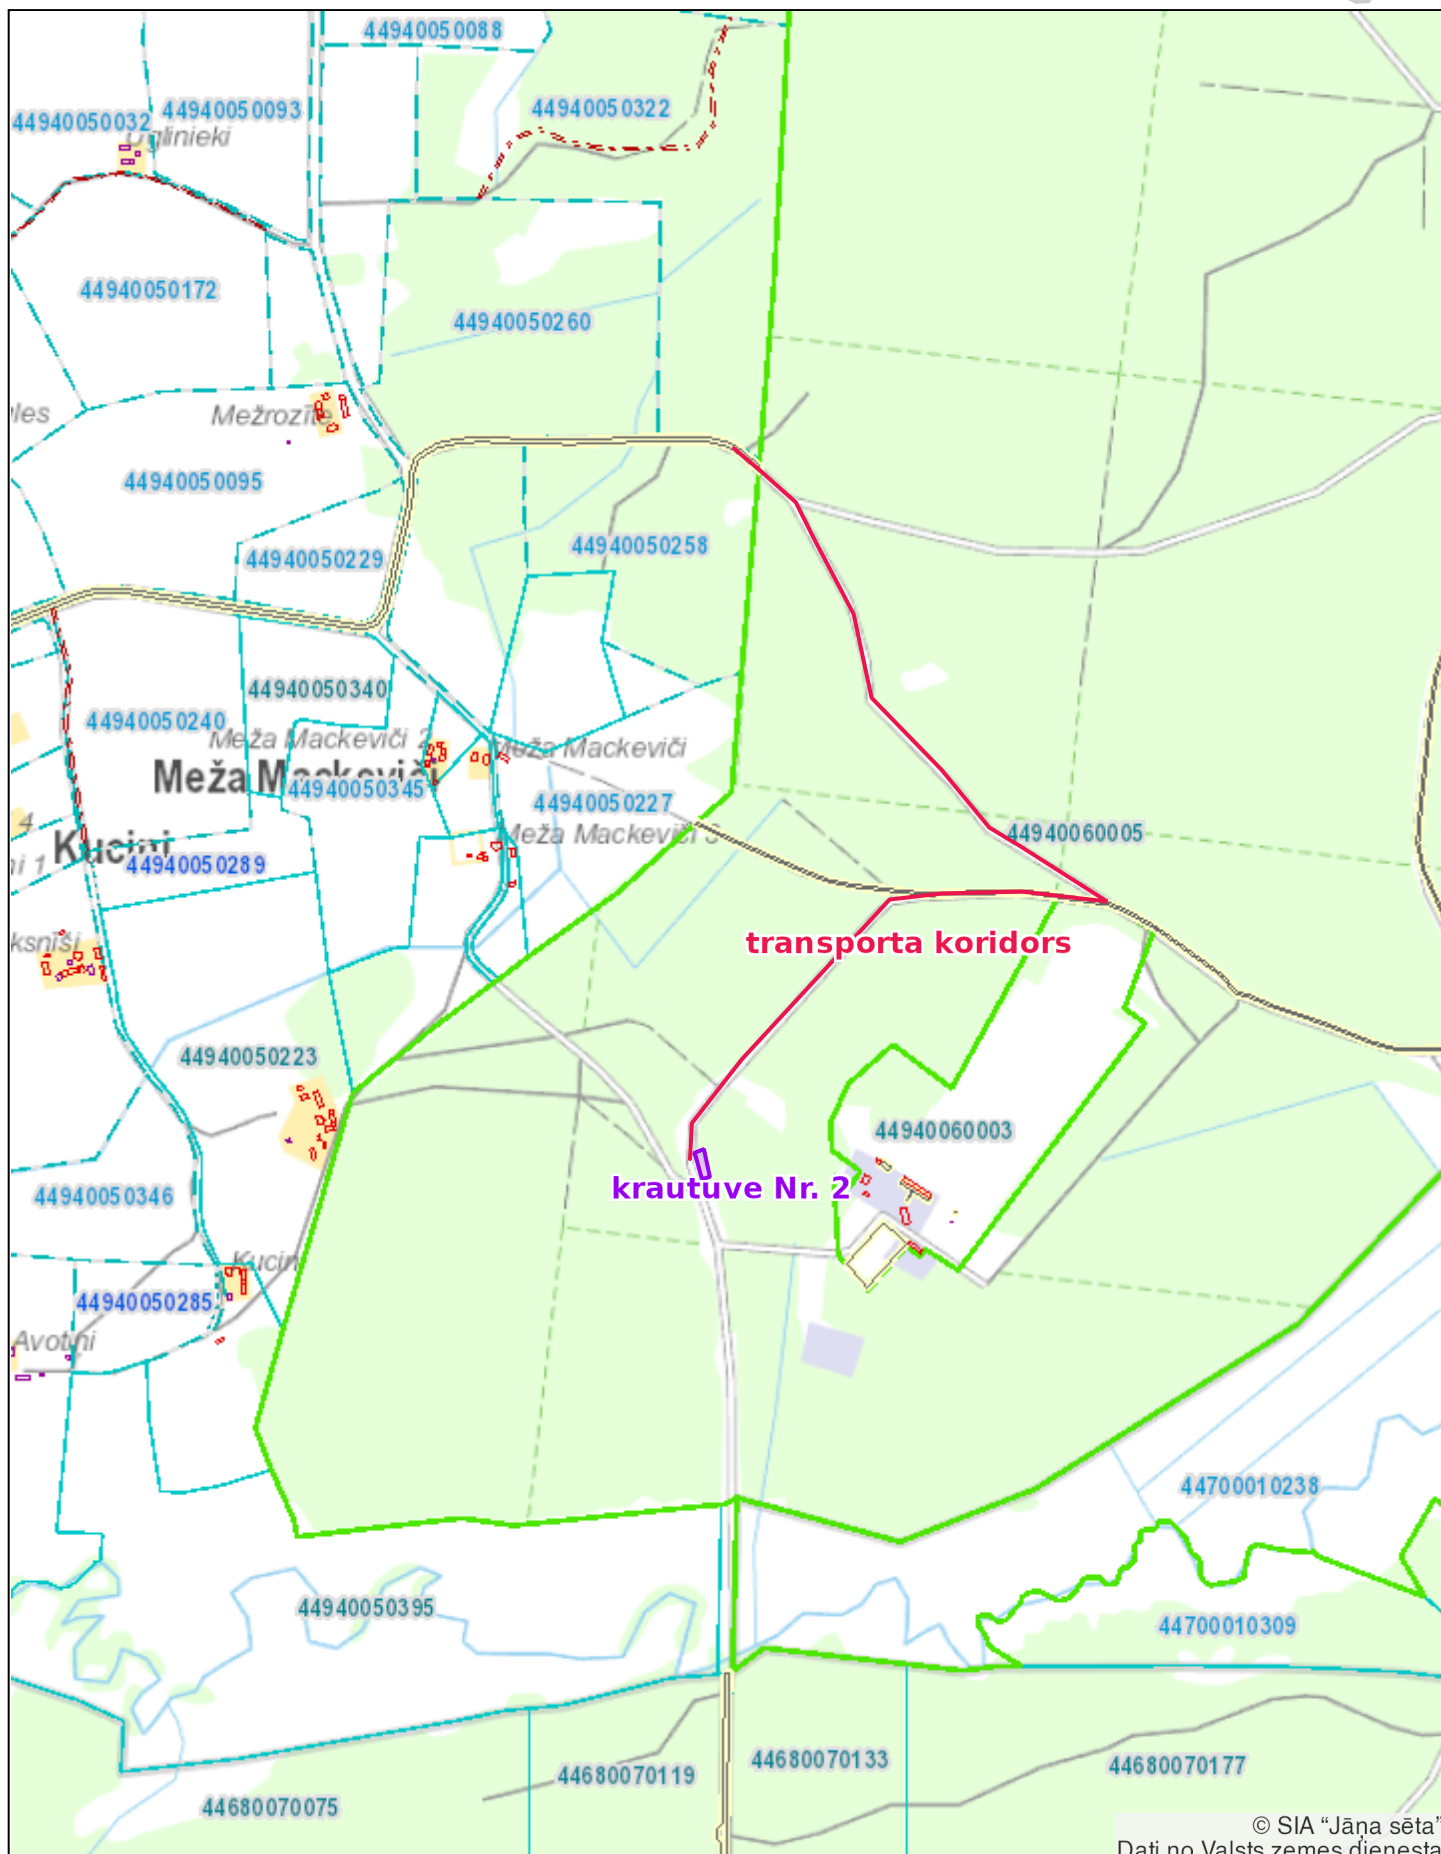 44940050088
44940050093
44940050322
44940050032
Uglinieki
44940050172
44940050260
Mežrozīte
44940050095
44940050258
44940050229
44940050340
44940050240
Meža Mackeviči 2
Meža Mackeviči
Meža Mackeviči
44940050345
44940050227
4
Meža Mackeviči 3
44940060005
Kucini
44940050289
transporta koridors
44940050223
44940060003
krautuve Nr. 2
44940050346
Kucin
44940050285
Avotiņi
44700010238
44940050395
44700010309
44680070133
44680070119
44680070177
44680070075
© SIA “Jāņa sēta”
Dati no Valsts zemes dienesta